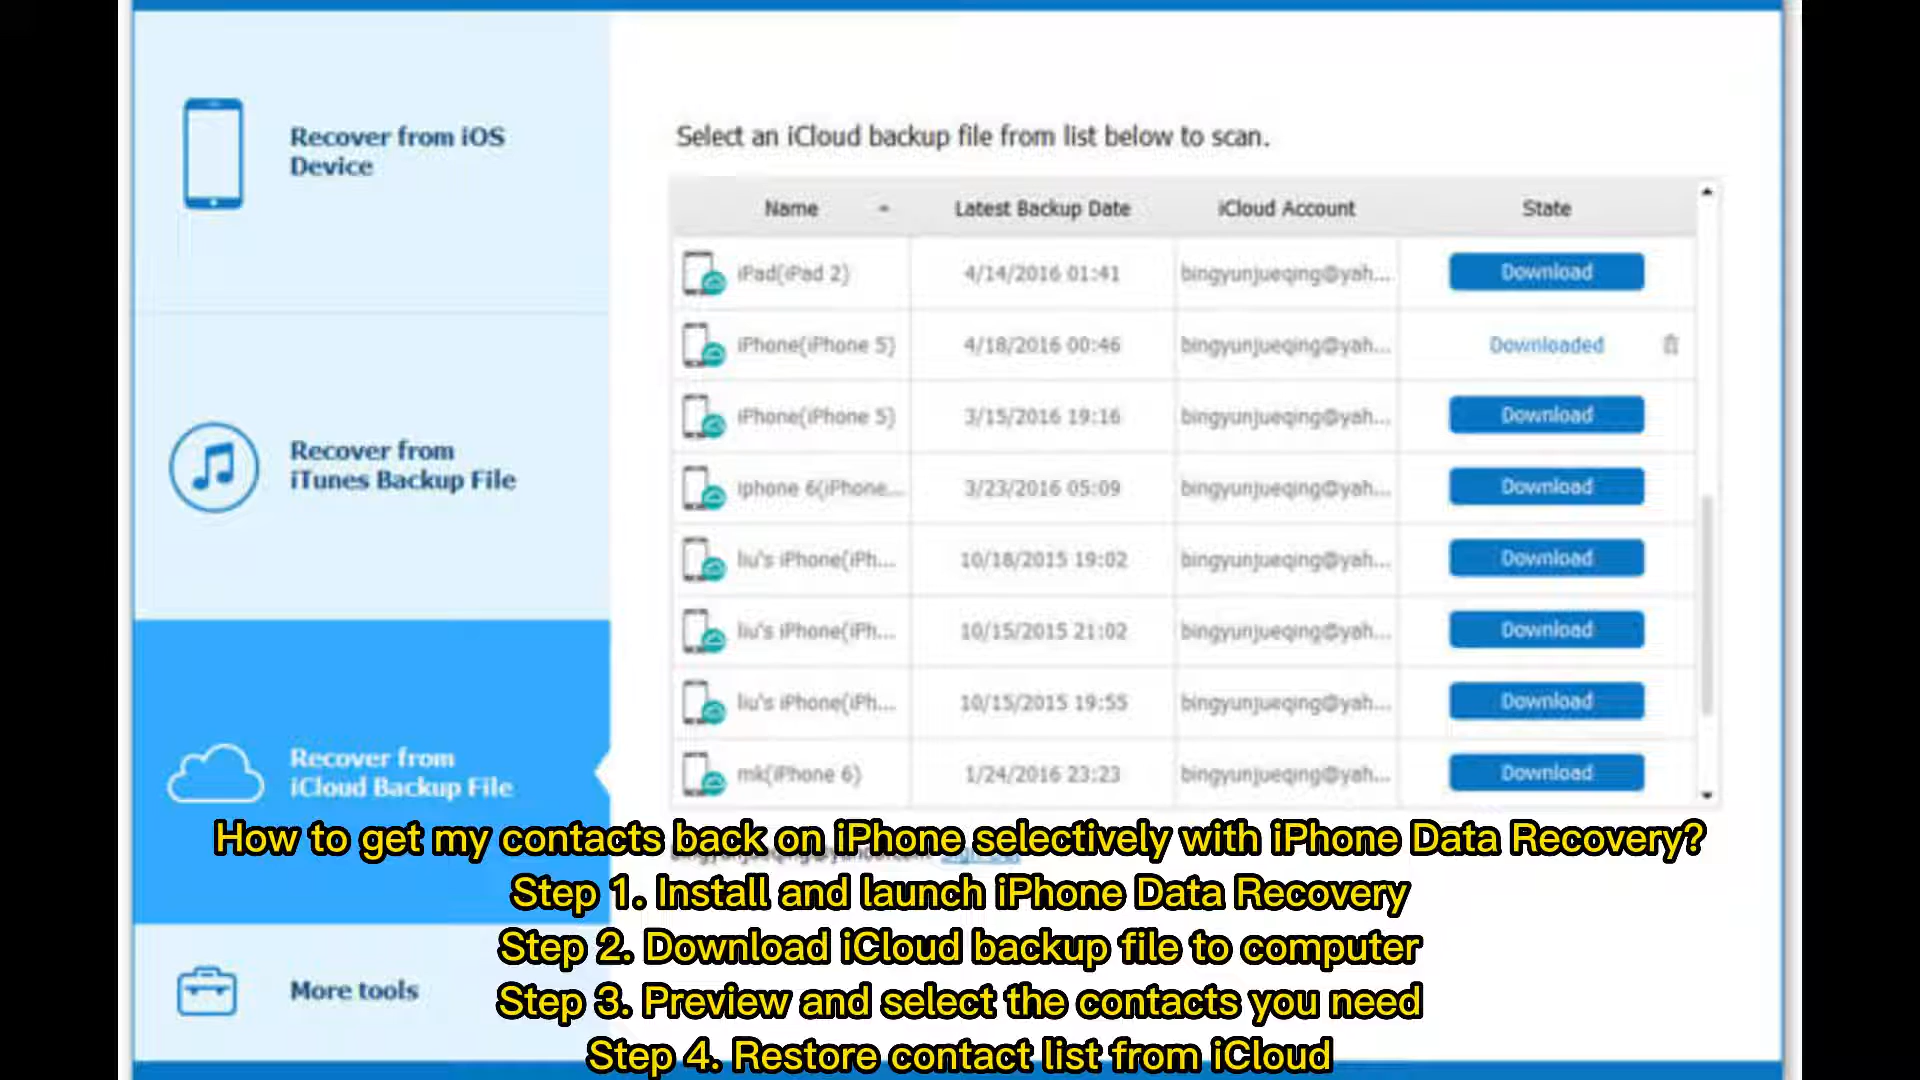 Recover from iOS
Device
Recover from
iTunes Backup File
Recover from
iCloud Backup File
More tools
Select an iCloud backup file from list below to scan.
Name Latest Backup Date iCloud Account State
iPad(iPad 2) 4/14/2016 01:41 bingyunjueqing@yah... Download
iPhone(iPhone 5) 4/18/2016 00:46 bingyunjueqing@yah... Downloaded
iPhone(iPhone 5) 3/15/2016 19:16 bingyunjueqing@yah... Download
iphone 6(iPhone... 3/23/2016 05:09 bingyunjueqing@yah... Download
liu's iPhone(iPh... 10/18/2015 19:02 bingyunjueqing@yah... Download
liu's iPhone(iPh... 10/15/2015 21:02 bingyunjueqing@yah... Download
liu's iPhone(iPh... 10/15/2015 19:55 bingyunjueqing@yah... Download
mk(iPhone 6) 1/24/2016 23:23 bingyunjueqing@yah... Download
How to get my contacts back on iPhone selectively with iPhone Data Recovery?
Step 1. Install and launch iPhone Data Recovery
Step 2. Download iCloud backup file to computer
Step 3. Preview and select the contacts you need
Step 4. Restore contact list from iCloud